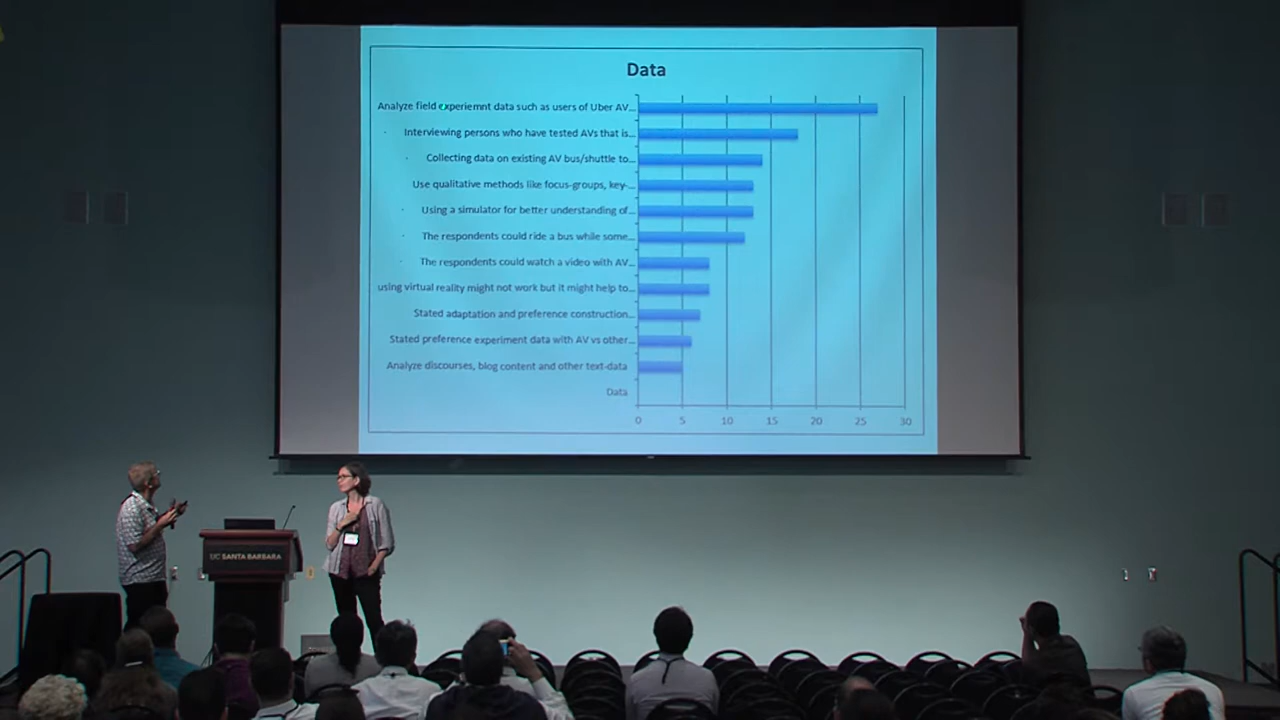 Data
Analyze field experiemnt data such as users of Uber AV...
Interviewing persons who have tested AVs that is...
Collecting data on existing AV bus/shuttle to...
Use qualitative methods like focus-groups, key-...
Using a simulator for better understanding of...
The respondents could ride a bus while some...
The respondents could watch a video with AV...
using virtual reality might not work but it might help to...
Stated adaptation and preference construction...
Stated preference experiment data with AV vs other...
Analyze discourses, blog content and other text-data
Data
0 5 10 15 20 25 30
UC SANTA BARBARA